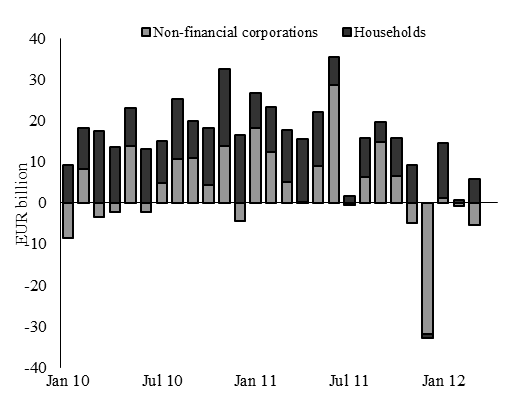 40
Non-financial corporations
Households
30
20
10
0
-10
-20
-30
-40
EUR billion
Jan 10
Jul 10
Jan 11
Jul 11
Jan 12